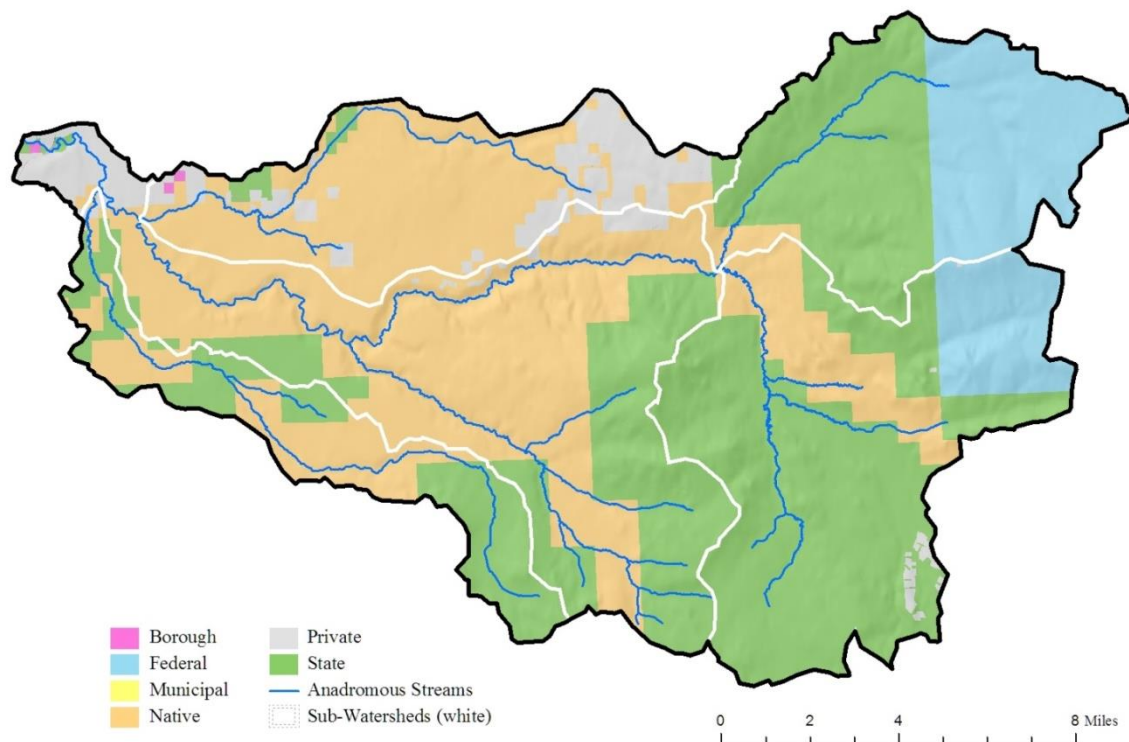 Borough
Federal
Municipal
Native
Private
State
Anadromous Streams
Sub-Watersheds (white)
0 2 4 8 Miles